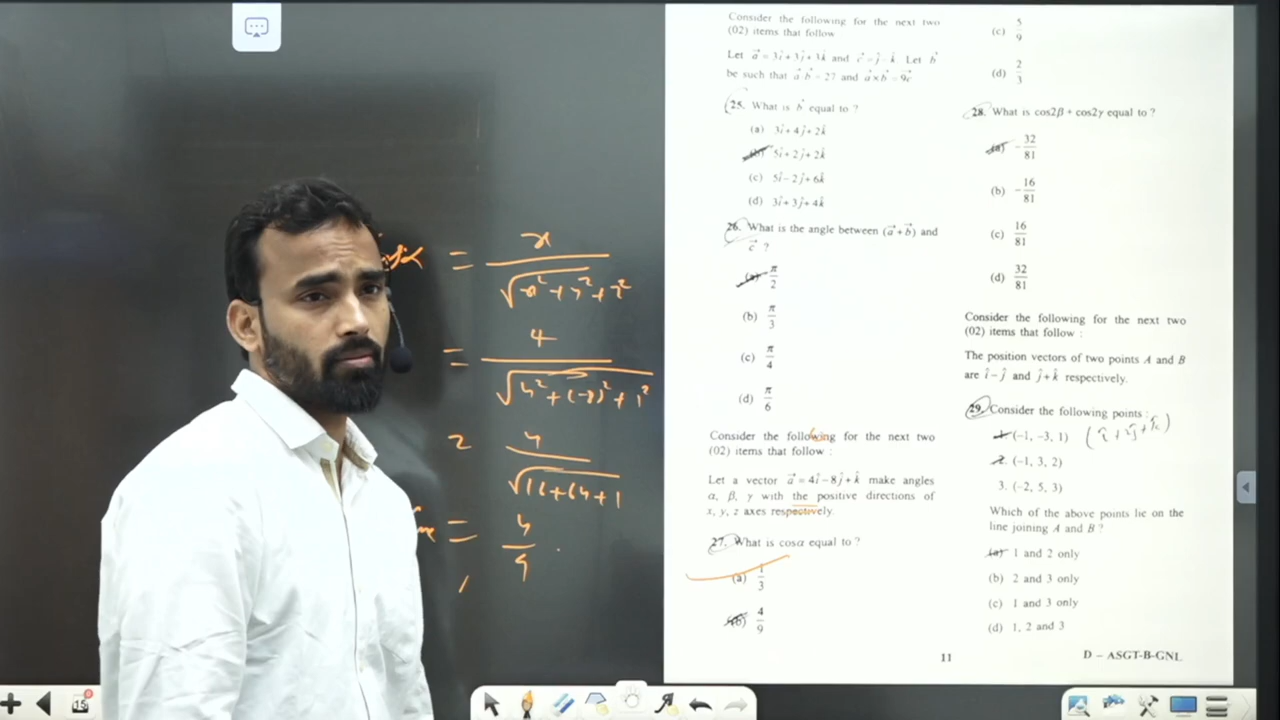 = x
√x²+y²+z²
= 4
√4²+(-8)²+1²
4
√16+64+1
= 4
9
Consider the following for the next two
(02) items that follow
Let a⃗ = 3î + 3ĵ + 3k̂ and c⃗ = ĵ - k̂. Let b⃗
be such that a⃗·b⃗ = 27 and a⃗×b⃗ = 9c⃗
25. What is b⃗ equal to ?
(a) 3î + 4ĵ + 2k̂
(b) 5î + 2ĵ + 2k̂
(c) 5î - 2ĵ + 6k̂
(d) 3î + 3ĵ + 4k̂
26. What is the angle between (a⃗ + b⃗) and
c⃗ ?
(a) π/2
(b) π/3
(c) π/4
(d) π/6
Consider the following for the next two
(02) items that follow :
Let a vector a⃗ = 4î - 8ĵ + k̂ make angles
α, β, γ with the positive directions of
x, y, z axes respectively.
27. What is cosα equal to ?
(a) 1/3
(b) 4/9
(c) 5/9
(d) 2/3
28. What is cos2β + cos2γ equal to ?
(a) -32/81
(b) -16/81
(c) 16/81
(d) 32/81
Consider the following for the next two
(02) items that follow :
The position vectors of two points A and B
are î - ĵ and ĵ + k̂ respectively.
29. Consider the following points :
1. (-1, -3, 1)
2. (-1, 3, 2)
3. (-2, 5, 3)
Which of the above points lie on the
line joining A and B ?
(a) 1 and 2 only
(b) 2 and 3 only
(c) 1 and 3 only
(d) 1, 2 and 3
11
D – ASGT-B-GNL
15